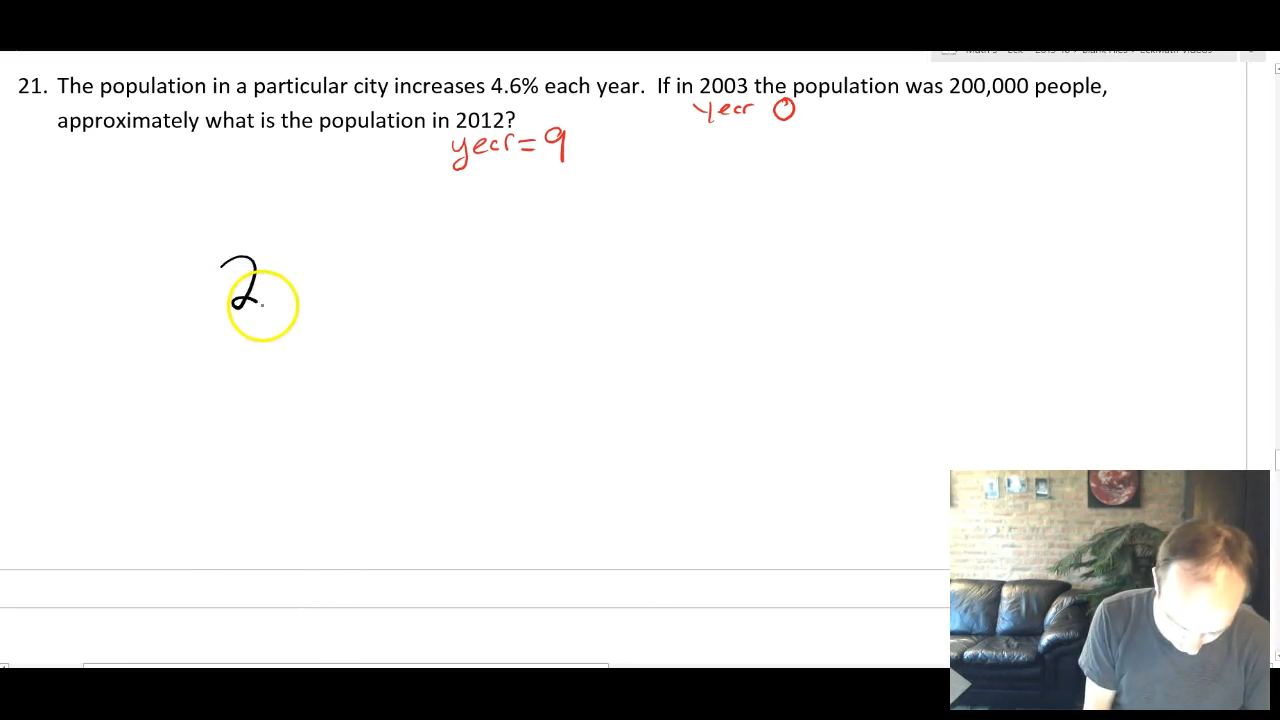 21. The population in a particular city increases 4.6% each year. If in 2003 the population was 200,000 people,
year 0
approximately what is the population in 2012?
year = 9
2